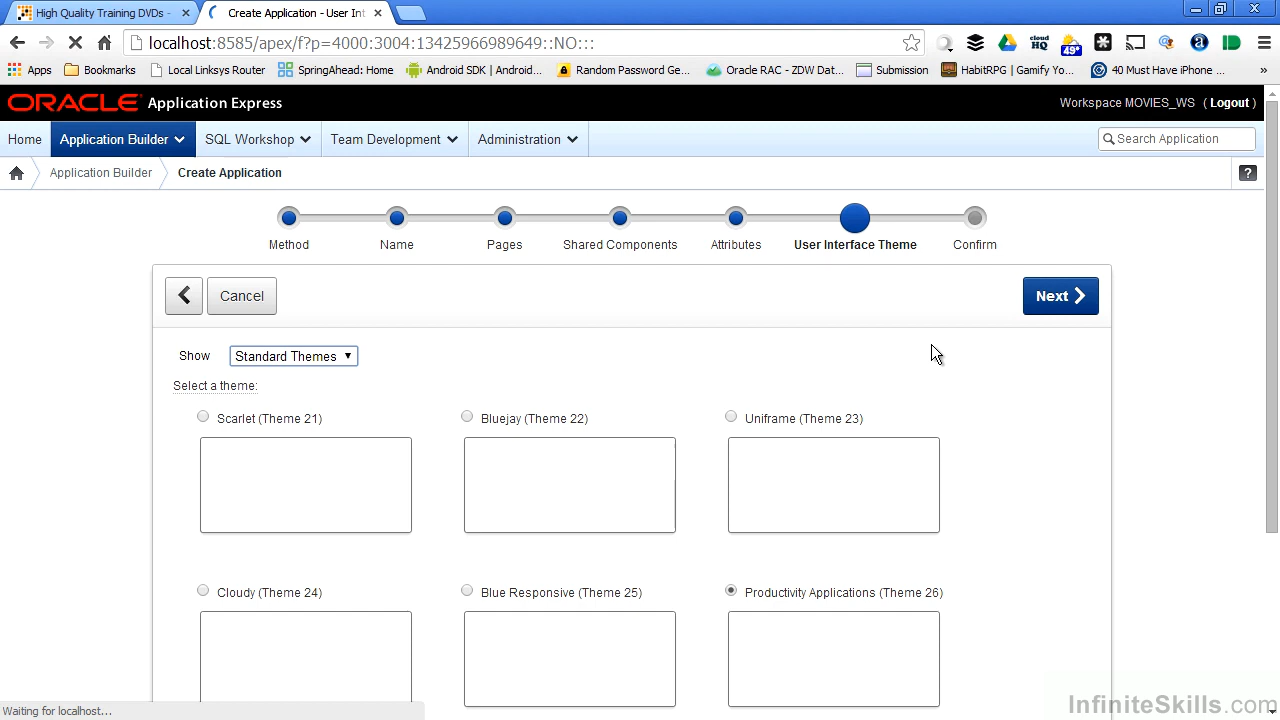 High Quality Training DVDs -
Create Application - User Int
localhost:8585/apex/f?p=4000:3004:13425966989649::NO:::
Apps
Bookmarks
Local Linksys Router
SpringAhead: Home
Android SDK | Android...
Random Password Ge...
Oracle RAC - ZDW Dat...
Submission
HabitRPG | Gamify Yo...
40 Must Have iPhone ...
cloud HQ
49°
ORACLE Application Express
Workspace MOVIES_WS ( Logout )
Home
Application Builder
SQL Workshop
Team Development
Administration
Search Application
Application Builder
Create Application
?
Method
Name
Pages
Shared Components
Attributes
User Interface Theme
Confirm
Cancel
Next
Show
Standard Themes
Select a theme:
Scarlet (Theme 21)
Bluejay (Theme 22)
Uniframe (Theme 23)
Cloudy (Theme 24)
Blue Responsive (Theme 25)
Productivity Applications (Theme 26)
Waiting for localhost...
InfiniteSkills.com